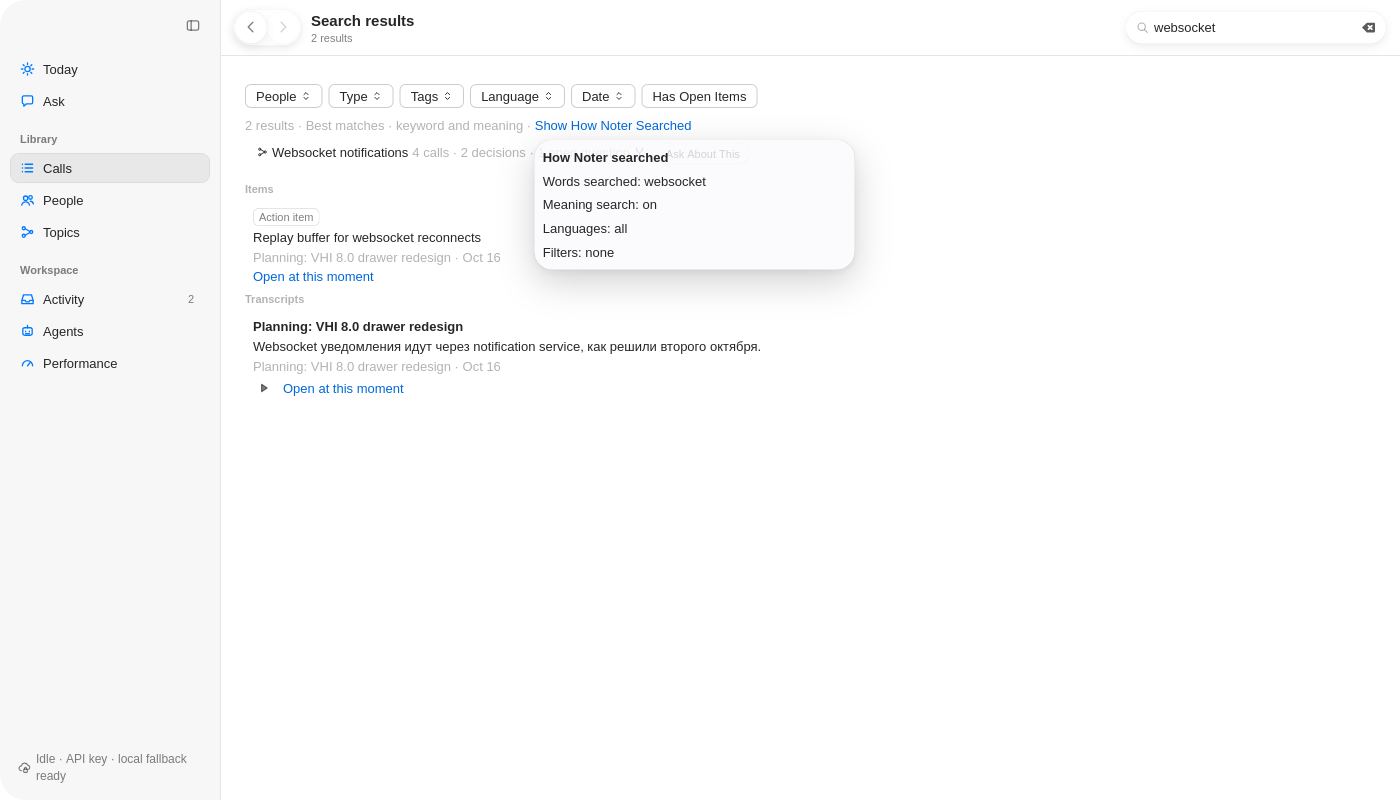 Search results
2 results
websocket
Today
Ask
Library
Calls
People
Topics
Workspace
Activity 2
Agents
Performance
Idle · API key · local fallback
ready
People Type Tags Language Date Has Open Items
2 results · Best matches · keyword and meaning · Show How Noter Searched
Websocket notifications 4 calls · 2 decisions · Ask About This
How Noter searched
Words searched: websocket
Meaning search: on
Languages: all
Filters: none
Items
Action item
Replay buffer for websocket reconnects
Planning: VHI 8.0 drawer redesign · Oct 16
Open at this moment
Transcripts
Planning: VHI 8.0 drawer redesign
Websocket уведомления идут через notification service, как решили второго октября.
Planning: VHI 8.0 drawer redesign · Oct 16
Open at this moment